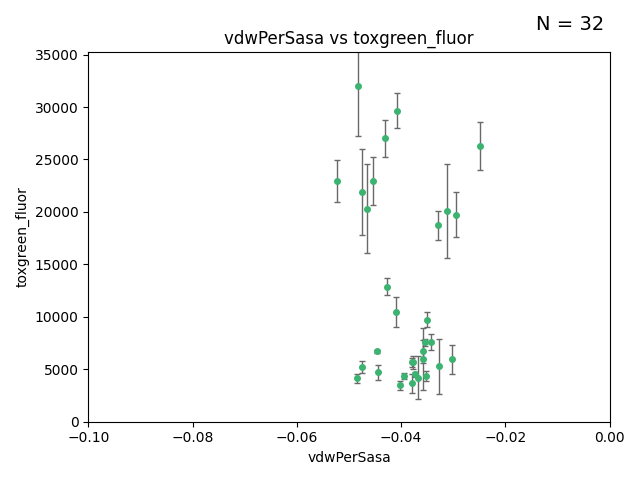 N = 32
vdwPerSasa vs toxgreen_fluor
35000
30000
25000
20000
15000
10000
5000
0
toxgreen_fluor
−0.10 −0.08 −0.06 −0.04 −0.02 0.00
vdwPerSasa